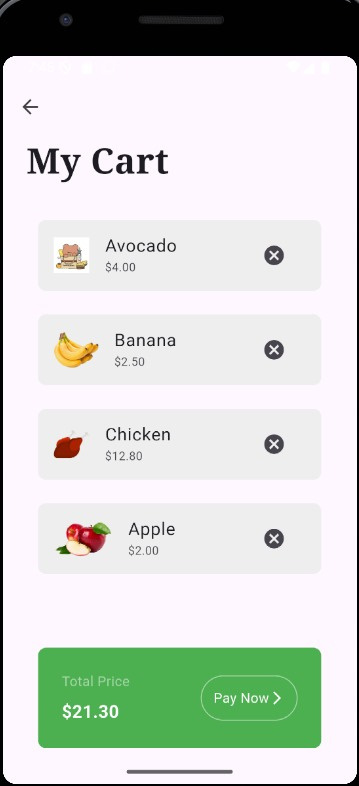 My Cart
Avocado
$4.00
Banana
$2.50
Chicken
$12.80
Apple
$2.00
Total Price
$21.30
Pay Now